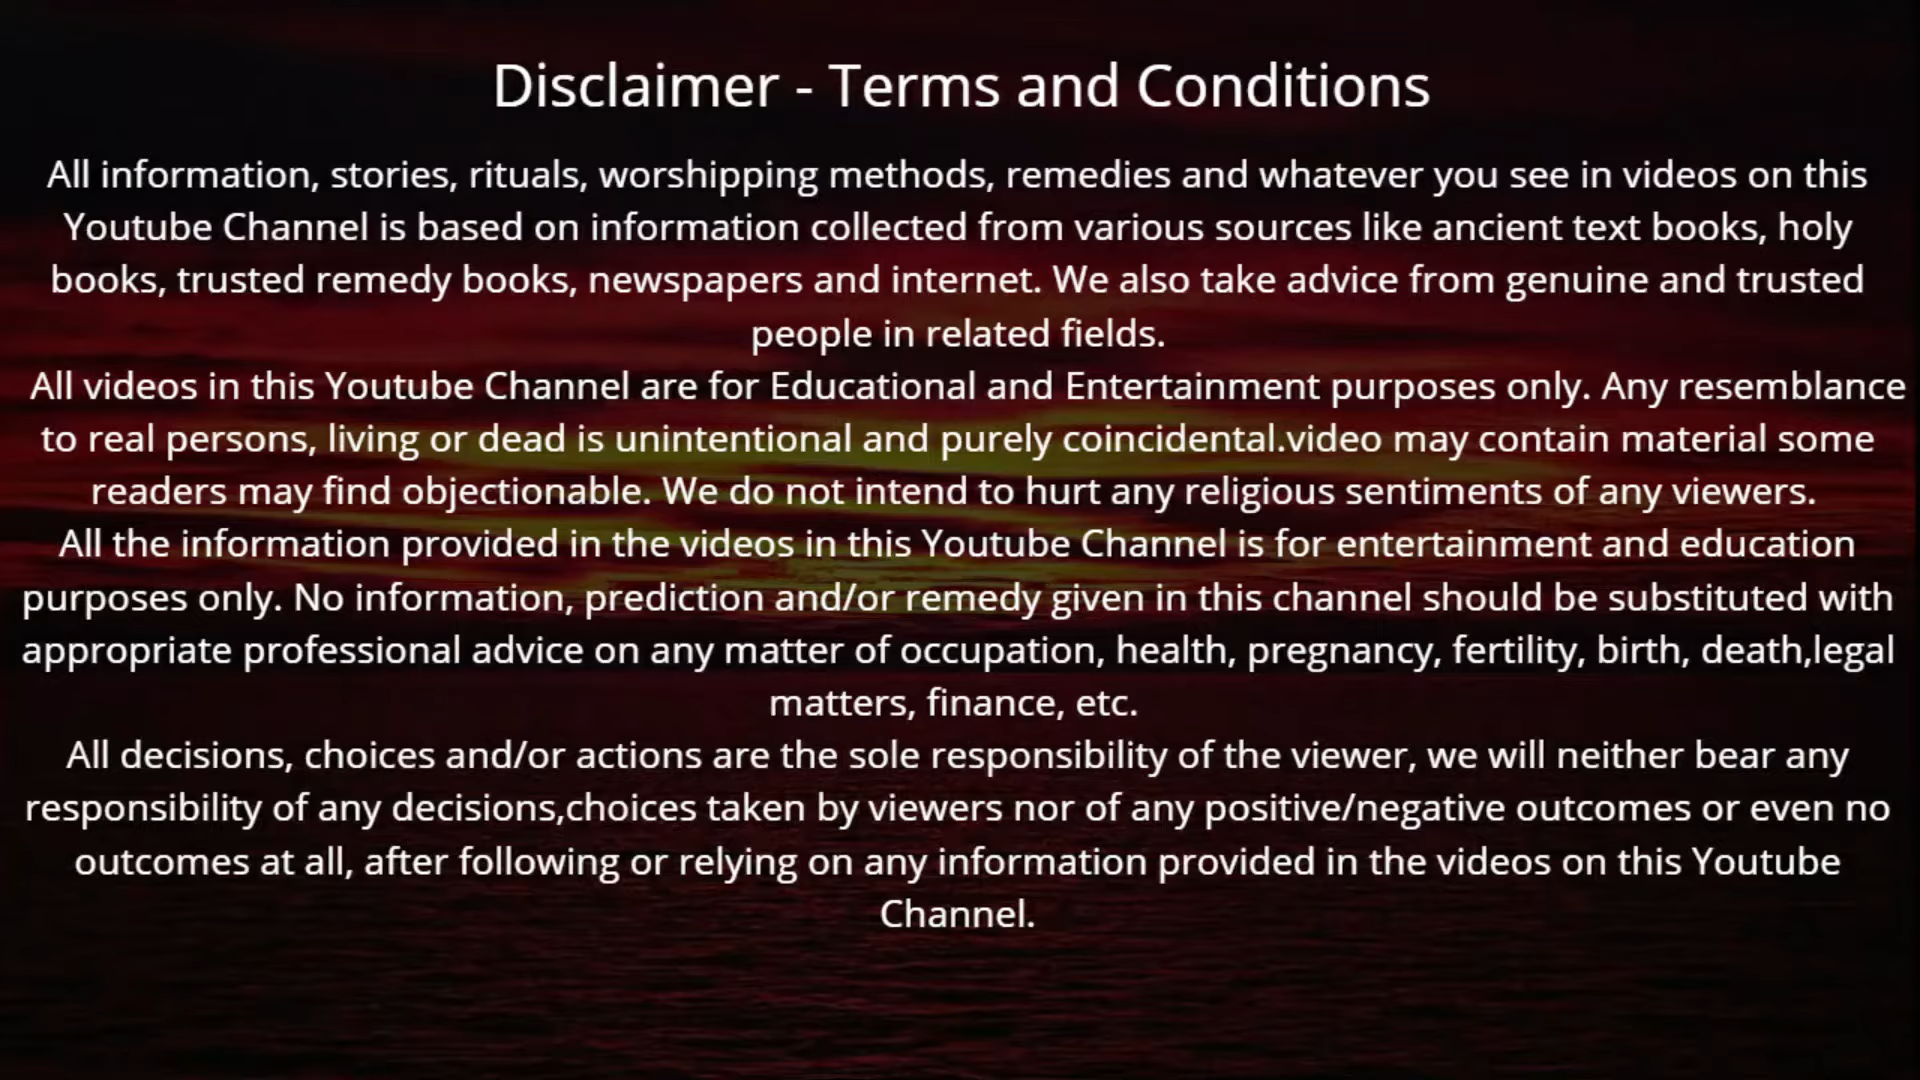 Disclaimer - Terms and Conditions
All information, stories, rituals, worshipping methods, remedies and whatever you see in videos on this
Youtube Channel is based on information collected from various sources like ancient text books, holy
books, trusted remedy books, newspapers and internet. We also take advice from genuine and trusted
people in related fields.
All videos in this Youtube Channel are for Educational and Entertainment purposes only. Any resemblance
to real persons, living or dead is unintentional and purely coincidental.video may contain material some
readers may find objectionable. We do not intend to hurt any religious sentiments of any viewers.
All the information provided in the videos in this Youtube Channel is for entertainment and education
purposes only. No information, prediction and/or remedy given in this channel should be substituted with
appropriate professional advice on any matter of occupation, health, pregnancy, fertility, birth, death,legal
matters, finance, etc.
All decisions, choices and/or actions are the sole responsibility of the viewer, we will neither bear any
responsibility of any decisions,choices taken by viewers nor of any positive/negative outcomes or even no
outcomes at all, after following or relying on any information provided in the videos on this Youtube
Channel.